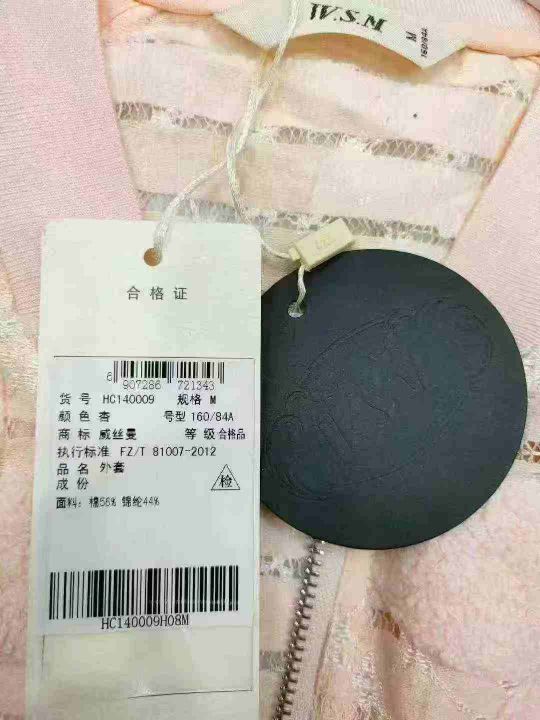 W.S.M
M
160/84A
合格证
6 907286 721343
货号 HC140009 规格 M
颜色 杏 号型 160/84A
商标 威丝曼 等级 合格品
执行标准 FZ/T 81007-2012
品名 外套
成份 检
面料：棉56% 锦纶44%
HC140009H08M